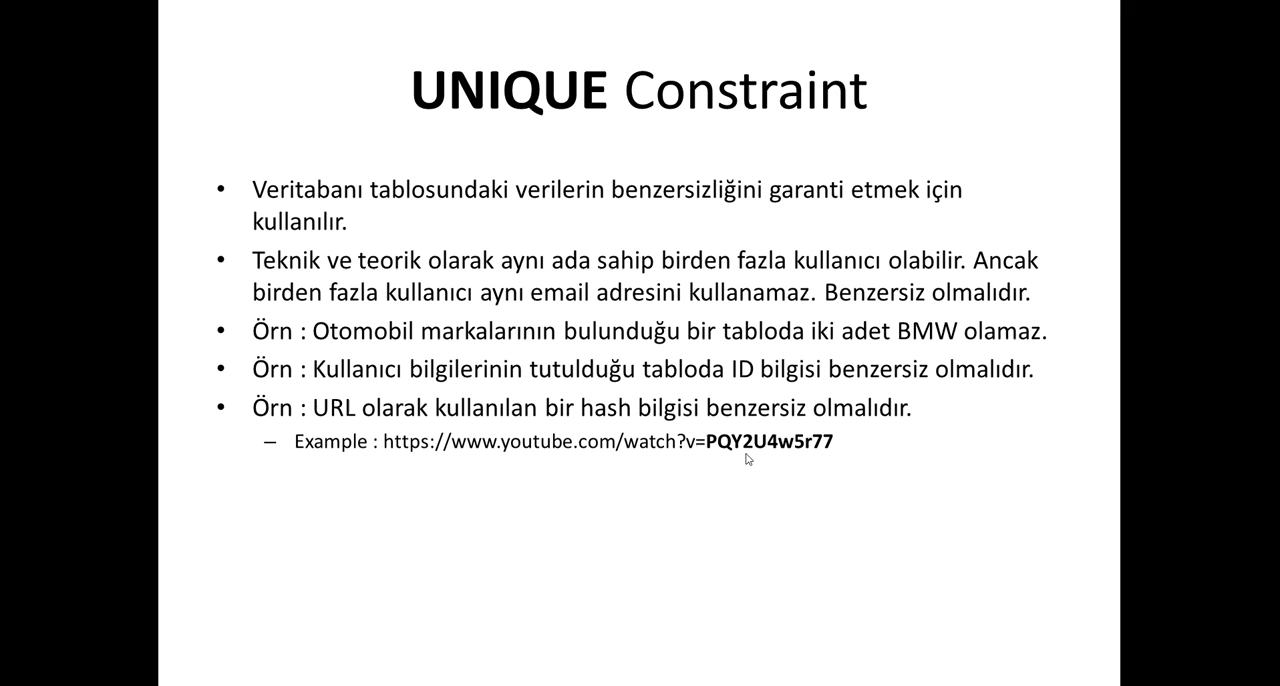 UNIQUE Constraint
• Veritabanı tablosundaki verilerin benzersizliğini garanti etmek için
kullanılır.
• Teknik ve teorik olarak aynı ada sahip birden fazla kullanıcı olabilir. Ancak
birden fazla kullanıcı aynı email adresini kullanamaz. Benzersiz olmalıdır.
• Örn : Otomobil markalarının bulunduğu bir tabloda iki adet BMW olamaz.
• Örn : Kullanıcı bilgilerinin tutulduğu tabloda ID bilgisi benzersiz olmalıdır.
• Örn : URL olarak kullanılan bir hash bilgisi benzersiz olmalıdır.
– Example : https://www.youtube.com/watch?v=PQY2U4w5r77